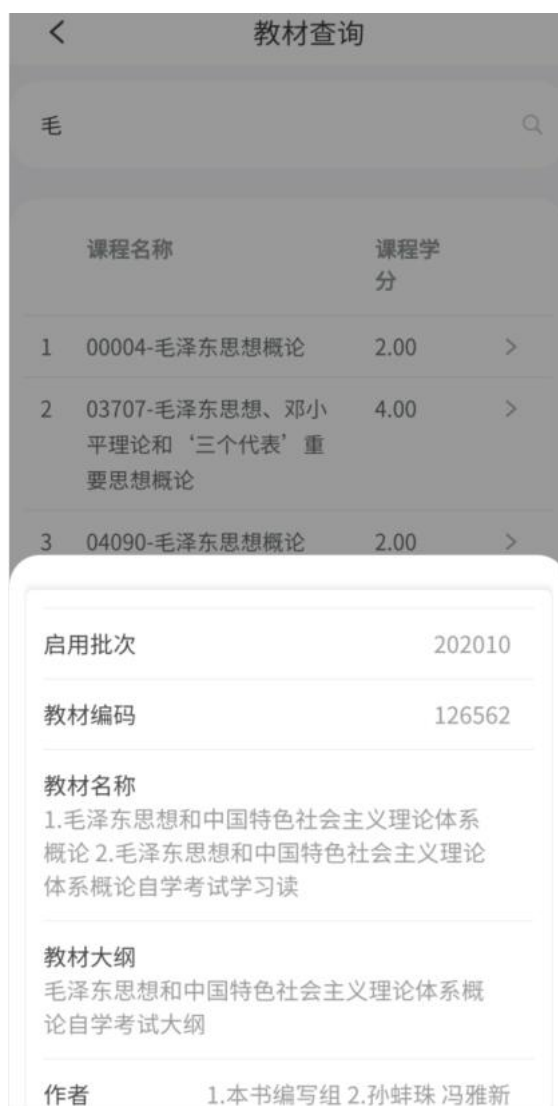 教材查询
毛
课程名称
课程学
分
1 00004-毛泽东思想概论 2.00
2 03707-毛泽东思想、邓小 4.00
平理论和‘三个代表’重
要思想概论
3 04090-毛泽东思想概论 2.00
启用批次 202010
教材编码 126562
教材名称
1.毛泽东思想和中国特色社会主义理论体系
概论 2.毛泽东思想和中国特色社会主义理论
体系概论自学考试学习读
教材大纲
毛泽东思想和中国特色社会主义理论体系概
论自学考试大纲
作者 1.本书编写组 2.孙蚌珠 冯雅新